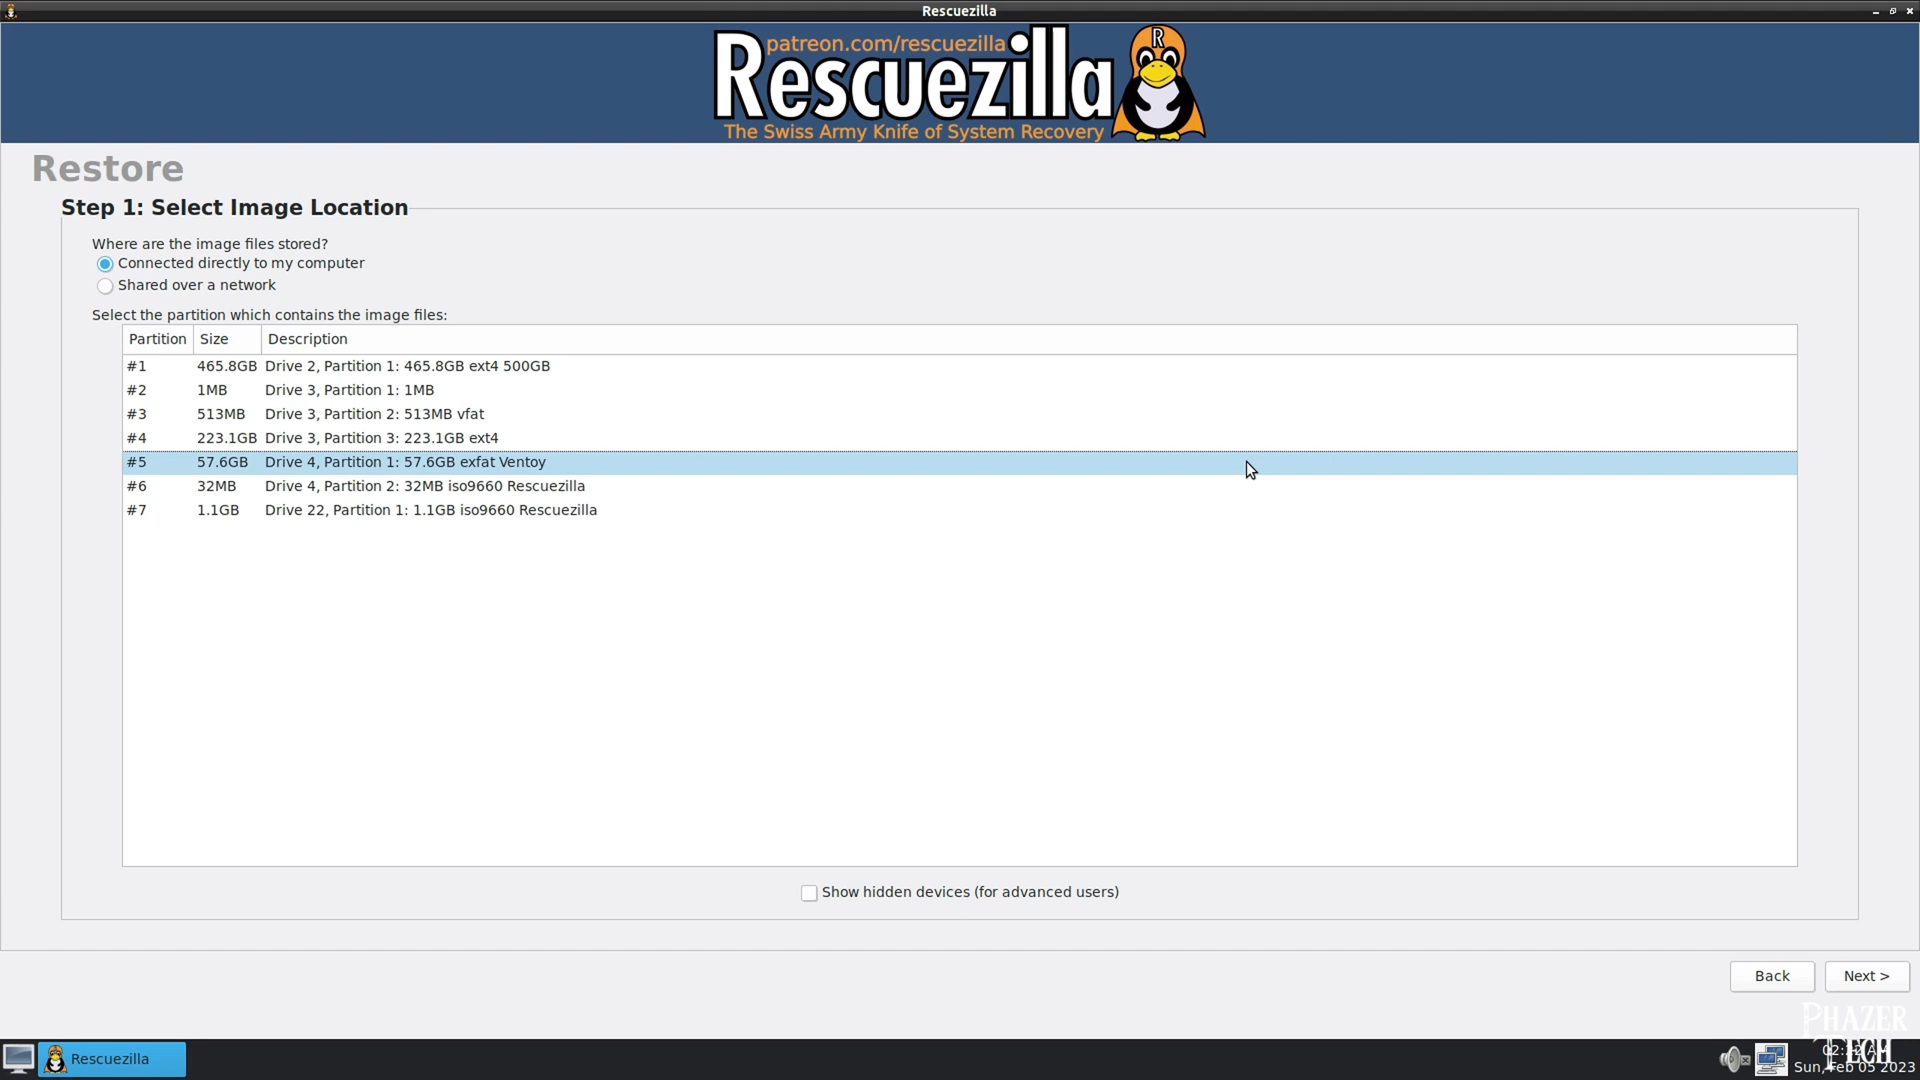 Rescuezilla
patreon.com/rescuezilla
Rescuezilla
R
The Swiss Army Knife of System Recovery
Restore
Step 1: Select Image Location
Where are the image files stored?
Connected directly to my computer
Shared over a network
Select the partition which contains the image files:
Partition Size Description
#1 465.8GB Drive 2, Partition 1: 465.8GB ext4 500GB
#2 1MB Drive 3, Partition 1: 1MB
#3 513MB Drive 3, Partition 2: 513MB vfat
#4 223.1GB Drive 3, Partition 3: 223.1GB ext4
#5 57.6GB Drive 4, Partition 1: 57.6GB exfat Ventoy
#6 32MB Drive 4, Partition 2: 32MB iso9660 Rescuezilla
#7 1.1GB Drive 22, Partition 1: 1.1GB iso9660 Rescuezilla
Show hidden devices (for advanced users)
Back Next >
PHAZER
TECH
Rescuezilla
Sun, Feb 05 2023